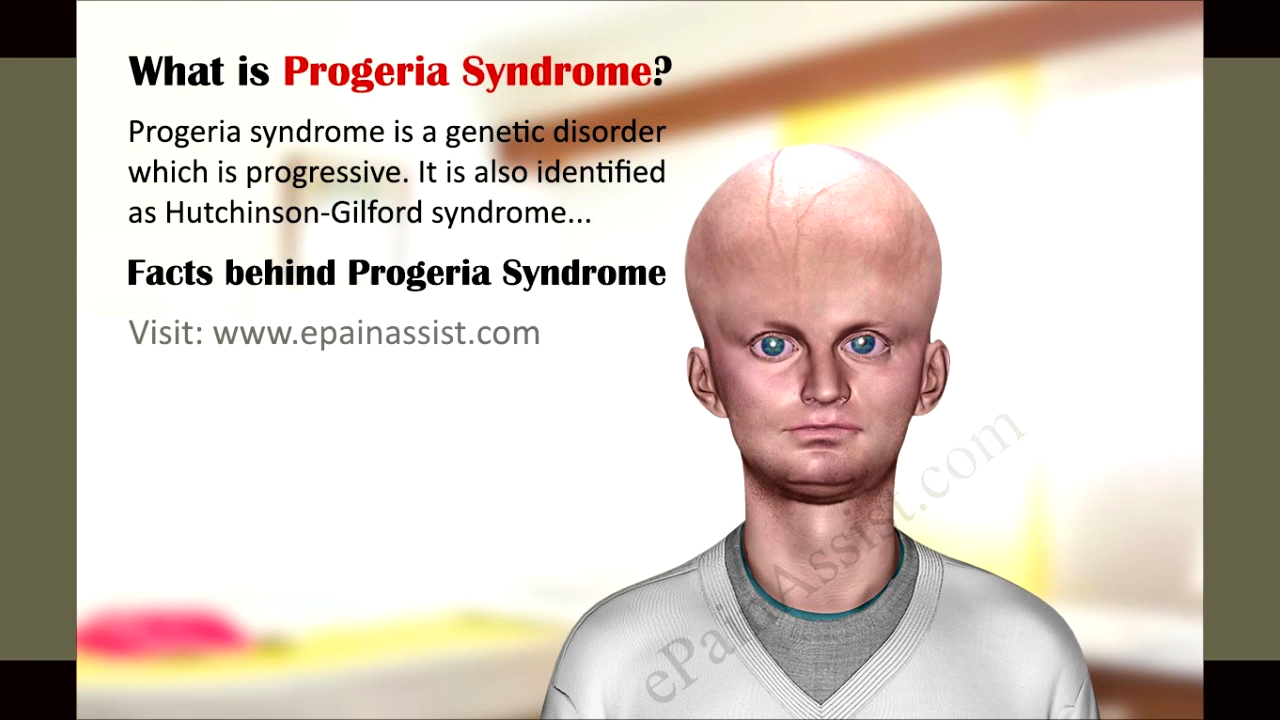 What is Progeria Syndrome?
Progeria syndrome is a genetic disorder
which is progressive. It is also identified
as Hutchinson-Gilford syndrome...
Facts behind Progeria Syndrome
Visit: www.epainassist.com
ePainAssist.com